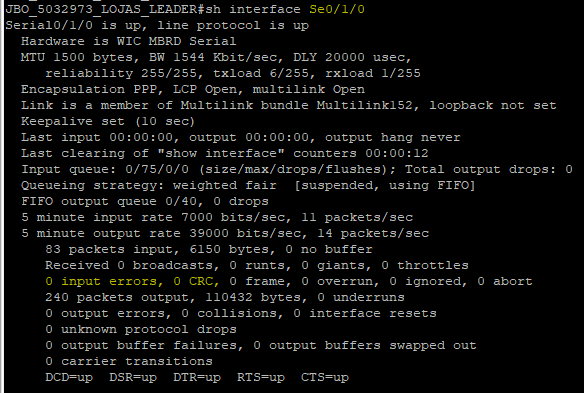 JBO_5032973_LOJAS_LEADER#sh interface Se0/1/0
Serial0/1/0 is up, line protocol is up
Hardware is WIC MBRD Serial
MTU 1500 bytes, BW 1544 Kbit/sec, DLY 20000 usec,
reliability 255/255, txload 6/255, rxload 1/255
Encapsulation PPP, LCP Open, multilink Open
Link is a member of Multilink bundle Multilink152, loopback not set
Keepalive set (10 sec)
Last input 00:00:00, output 00:00:00, output hang never
Last clearing of "show interface" counters 00:00:12
Input queue: 0/75/0/0 (size/max/drops/flushes); Total output drops: 0
Queueing strategy: weighted fair [suspended, using FIFO]
FIFO output queue 0/40, 0 drops
5 minute input rate 7000 bits/sec, 11 packets/sec
5 minute output rate 39000 bits/sec, 14 packets/sec
83 packets input, 6150 bytes, 0 no buffer
Received 0 broadcasts, 0 runts, 0 giants, 0 throttles
0 input errors, 0 CRC, 0 frame, 0 overrun, 0 ignored, 0 abort
240 packets output, 110432 bytes, 0 underruns
0 output errors, 0 collisions, 0 interface resets
0 unknown protocol drops
0 output buffer failures, 0 output buffers swapped out
0 carrier transitions
DCD=up DSR=up DTR=up RTS=up CTS=up